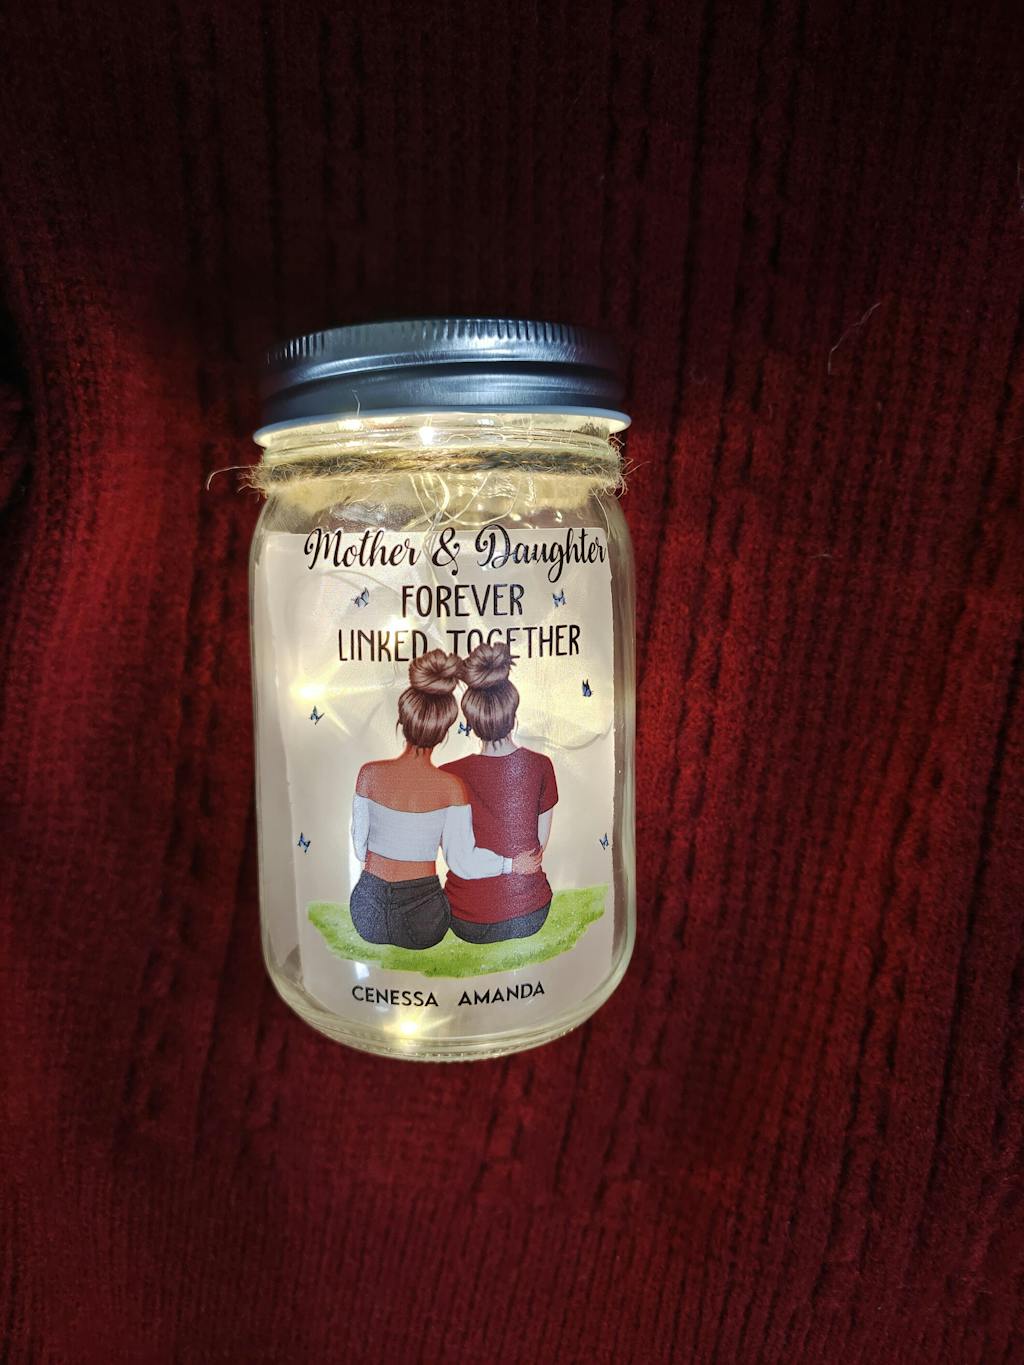 Mother & Daughter
FOREVER
LINKED TOGETHER
CENESSA AMANDA